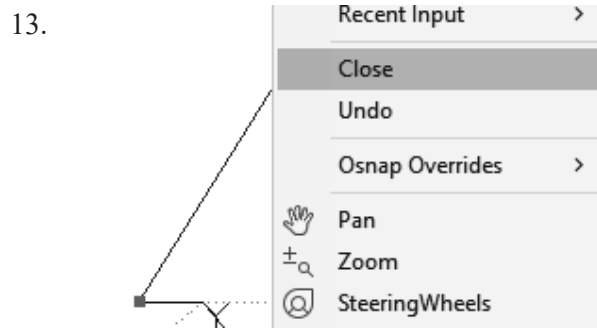 13.
Recent Input
Close
Undo
Osnap Overrides
Pan
Zoom
SteeringWheels